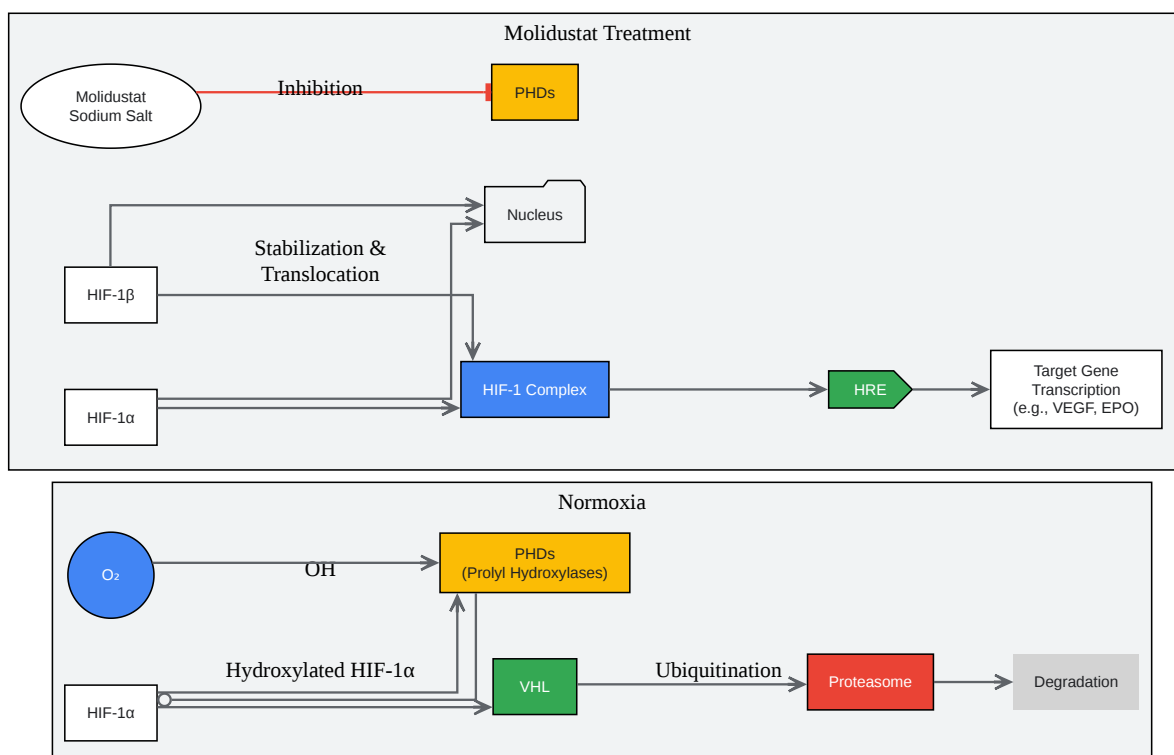 Molidustat Treatment
Molidustat
Sodium Salt
Inhibition
PHDs
Nucleus
Stabilization &
Translocation
HIF-1β
HIF-1α
HIF-1 Complex
HRE
Target Gene
Transcription
(e.g., VEGF, EPO)
Normoxia
O₂
OH
PHDs
(Prolyl Hydroxylases)
Hydroxylated HIF-1α
HIF-1α
VHL
Ubiquitination
Proteasome
Degradation